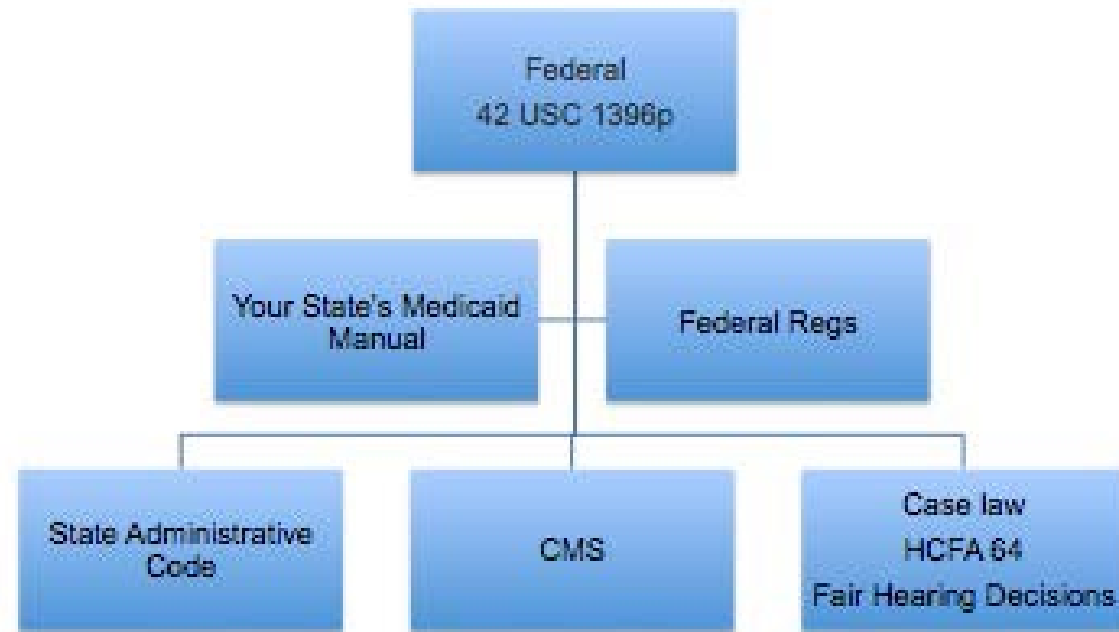 Federal
42 USC 1396p
Your State's Medicaid
Manual
Federal Regs
State Administrative
Code
CMS
Case law
HCFA 64
Fair Hearing Decisions